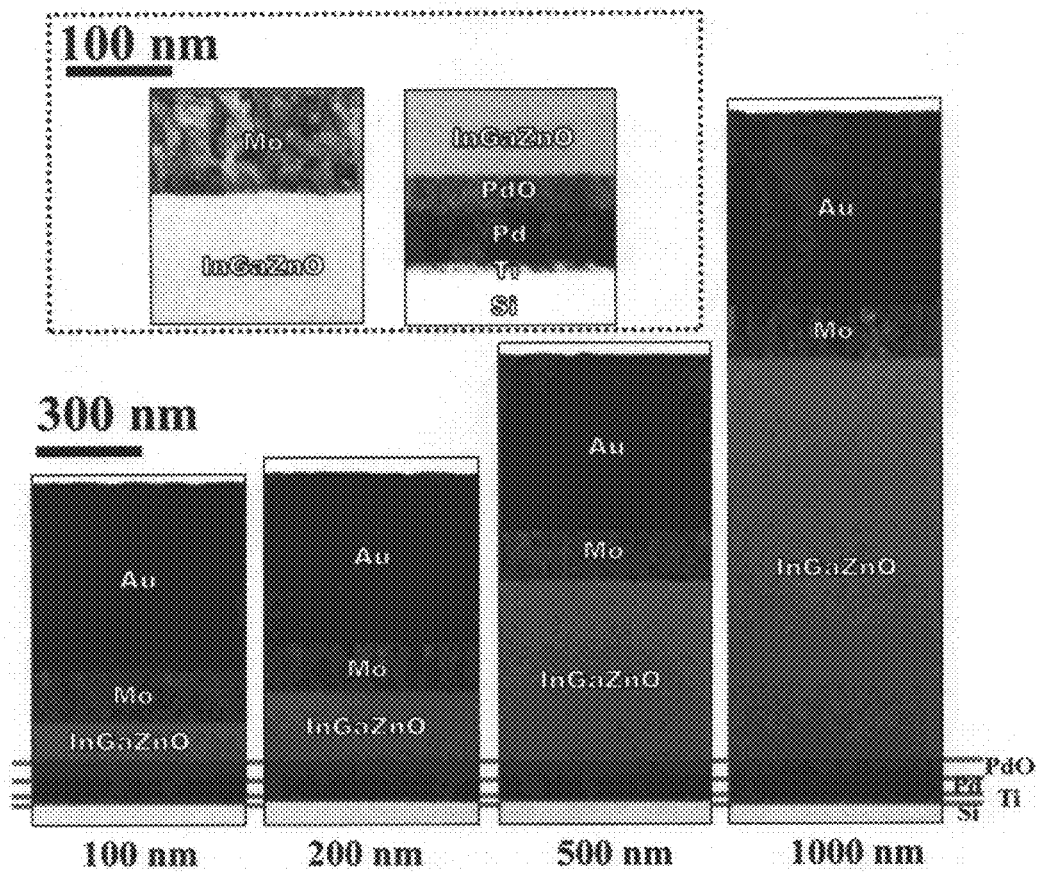 100 nm
Mo
InGaZnO
InGaZnO
PdO
Pd
Ti
Si
Au
Mo
InGaZnO
300 nm
Au
Mo
InGaZnO
Au
Mo
InGaZnO
Au
Mo
InGaZnO
PdO
Pd
Ti
Si
100 nm
200 nm
500 nm
1000 nm